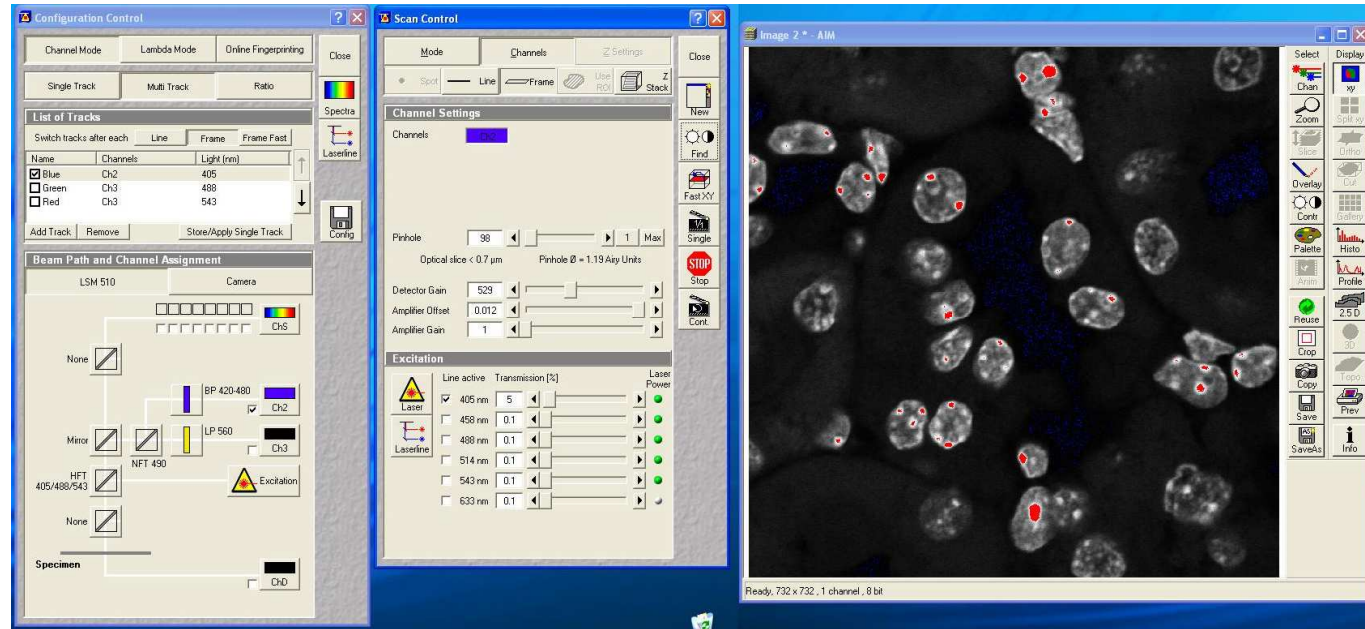 Configuration Control
Channel Mode Lambda Mode Online Fingerprinting
Close
Single Track Multi Track Ratio
Spectra
List of Tracks
Switch tracks after each Line Frame Frame Fast
Laserline
Name Channels Light (nm)
Blue Ch2 405
Green Ch3 488
Red Ch3 543
Config
Add Track Remove Store/Apply Single Track
Beam Path and Channel Assignment
LSM 510 Camera
ChS
None
BP 420-480
Ch2
LP 560
Mirror
Ch3
NFT 490
HFT
405/488/543
Excitation
None
Specimen
ChD
Scan Control
Mode Channels Z Settings
Close
Spot Line Frame Use ROI Z Stack
New
Channel Settings
Channels Ch2
Find
Fast XY
Pinhole 98 1 Max
Single
Optical slice < 0.7 µm Pinhole Ø = 1.19 Airy Units
STOP
Stop
Detector Gain 529
Amplifier Offset 0.012
Amplifier Gain 1
Cont.
Excitation
Line active Transmission [%] Laser Power
Laser
405 nm 5
458 nm 0.1
Laserline
488 nm 0.1
514 nm 0.1
543 nm 0.1
633 nm 0.1
Image 2 * - AIM
Select Display
Chan xy
Zoom Split xy
Slice Ortho
Overlay Cut
Contr Gallery
Palette Histo
Anim Profile
Reuse 2.5 D
Crop 3D
Copy Topo
Save Prev
SaveAs Info
Ready, 732 x 732 , 1 channel , 8 bit